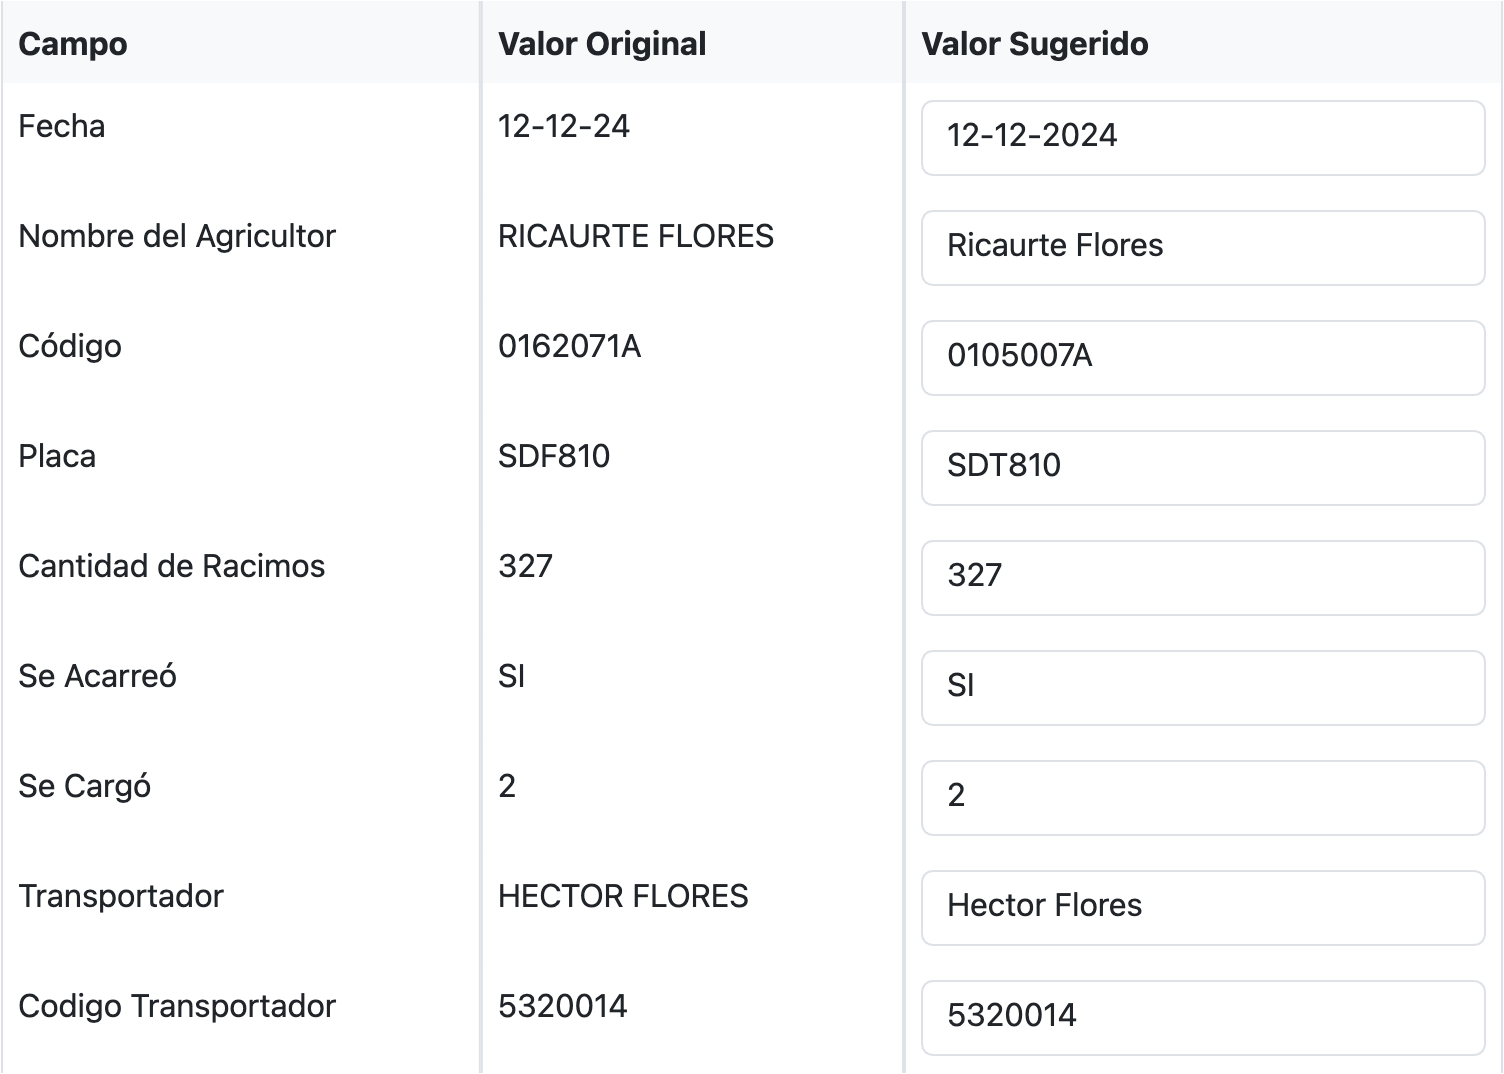 Campo Valor Original Valor Sugerido
Fecha 12-12-24 12-12-2024
Nombre del Agricultor RICAURTE FLORES Ricaurte Flores
Código 0162071A 0105007A
Placa SDF810 SDT810
Cantidad de Racimos 327 327
Se Acarreó SI SI
Se Cargó 2 2
Transportador HECTOR FLORES Hector Flores
Codigo Transportador 5320014 5320014